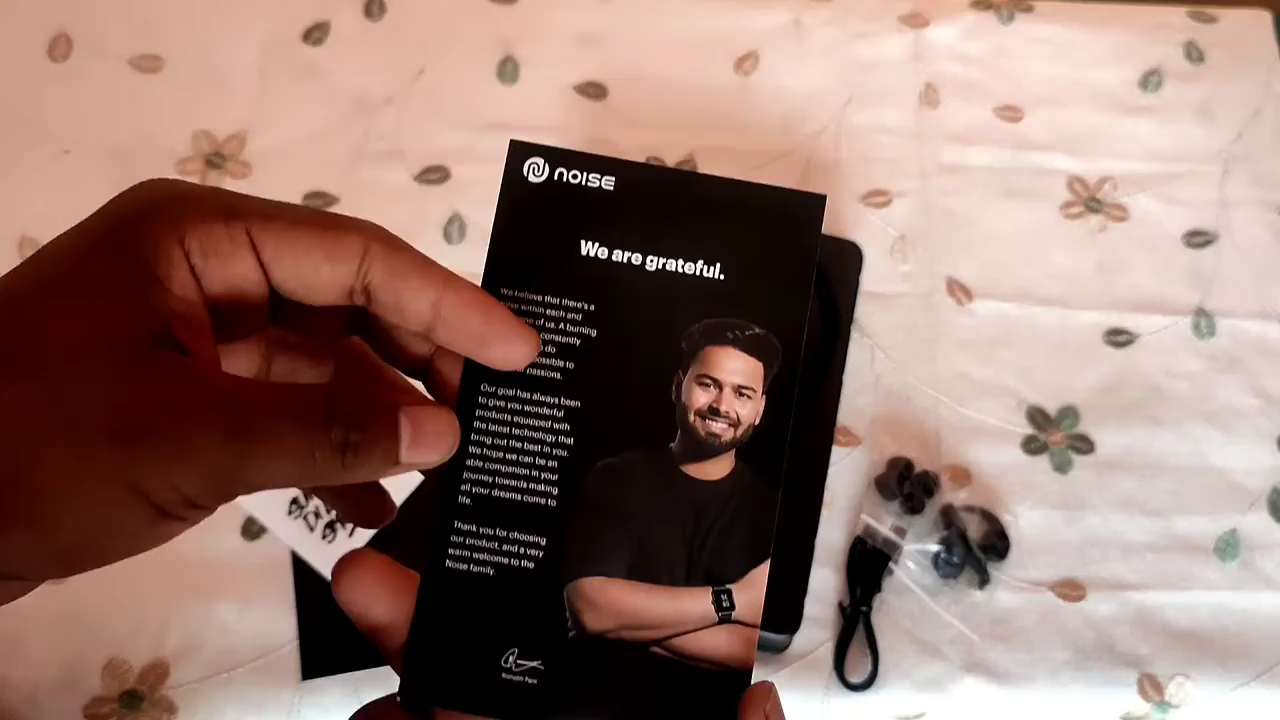 NOISE
We are grateful.
We believe that there's a
within each and
of us. A burning
constantly
do
possible to
passions.
Our goal has always been
to give you wonderful
products equipped with
the latest technology that
bring out the best in you.
We hope we can be an
able companion in your
journey towards making
all your dreams come to
life.
Thank you for choosing
our product, and a very
warm welcome to the
Noise family.
Rishabh Pant